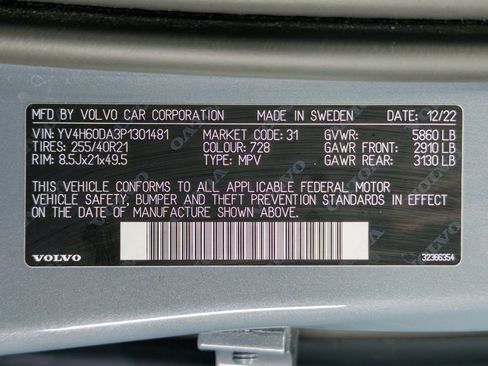 MFD BY VOLVO CAR CORPORATION MADE IN SWEDEN DATE: 12/22
VIN: YV4H60DA3P1301481 MARKET CODE: 31 GVWR: 5860 LB
TIRES: 255/40R21 COLOUR: 728 GAWR FRONT: 2910 LB
RIM: 8.5Jx21x49.5 TYPE: MPV GAWR REAR: 3130 LB
THIS VEHICLE CONFORMS TO ALL APPLICABLE FEDERAL MOTOR
VEHICLE SAFETY, BUMPER AND THEFT PREVENTION STANDARDS IN EFFECT
ON THE DATE OF MANUFACTURE SHOWN ABOVE.
VOLVO 32366354